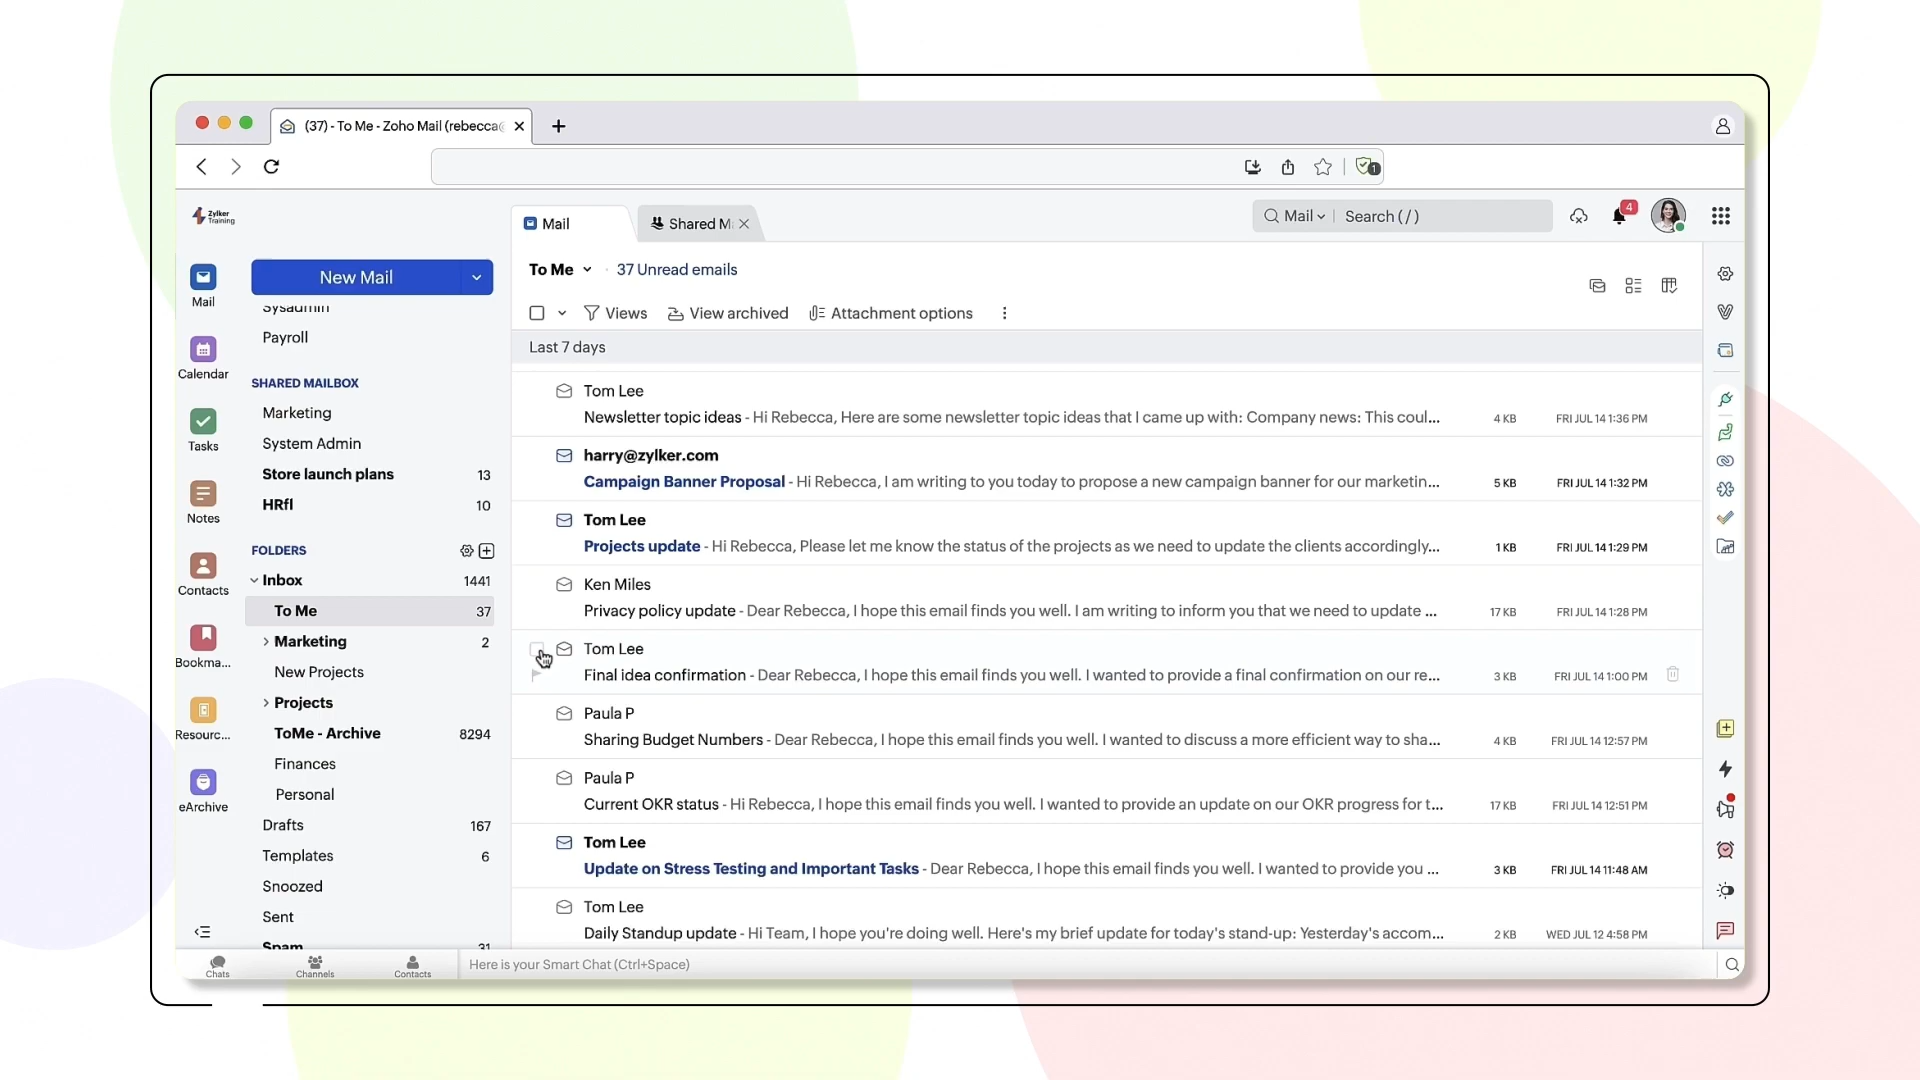 (37) - To Me - Zoho Mail (rebecca@
1
Zylker
Training
Mail
Shared M
Mail
Search ( / )
4
Mail
Calendar
Tasks
Notes
Contacts
Bookma...
Resourc...
eArchive
New Mail
Sysadmin
Payroll
SHARED MAILBOX
Marketing
System Admin
Store launch plans 13
HRfl 10
FOLDERS
Inbox 1441
To Me 37
Marketing 2
New Projects
Projects
ToMe - Archive 8294
Finances
Personal
Drafts 167
Templates 6
Snoozed
Sent
Spam 31
To Me · 37 Unread emails
Views View archived Attachment options
Last 7 days
Tom Lee
Newsletter topic ideas - Hi Rebecca, Here are some newsletter topic ideas that I came up with: Company news: This coul... 4 KB FRI JUL 14 1:36 PM
harry@zylker.com
Campaign Banner Proposal - Hi Rebecca, I am writing to you today to propose a new campaign banner for our marketin... 5 KB FRI JUL 14 1:32 PM
Tom Lee
Projects update - Hi Rebecca, Please let me know the status of the projects as we need to update the clients accordingly... 1 KB FRI JUL 14 1:29 PM
Ken Miles
Privacy policy update - Dear Rebecca, I hope this email finds you well. I am writing to inform you that we need to update ... 17 KB FRI JUL 14 1:28 PM
Tom Lee
Final idea confirmation - Dear Rebecca, I hope this email finds you well. I wanted to provide a final confirmation on our re... 3 KB FRI JUL 14 1:00 PM
Paula P
Sharing Budget Numbers - Dear Rebecca, I hope this email finds you well. I wanted to discuss a more efficient way to sha... 4 KB FRI JUL 14 12:57 PM
Paula P
Current OKR status - Hi Rebecca, I hope this email finds you well. I wanted to provide an update on our OKR progress for t... 17 KB FRI JUL 14 12:51 PM
Tom Lee
Update on Stress Testing and Important Tasks - Dear Rebecca, I hope this email finds you well. I wanted to provide you ... 3 KB FRI JUL 14 11:48 AM
Tom Lee
Daily Standup update - Hi Team, I hope you're doing well. Here's my brief update for today's stand-up: Yesterday's accom... 2 KB WED JUL 12 4:58 PM
Chats Channels Contacts Here is your Smart Chat (Ctrl+Space)